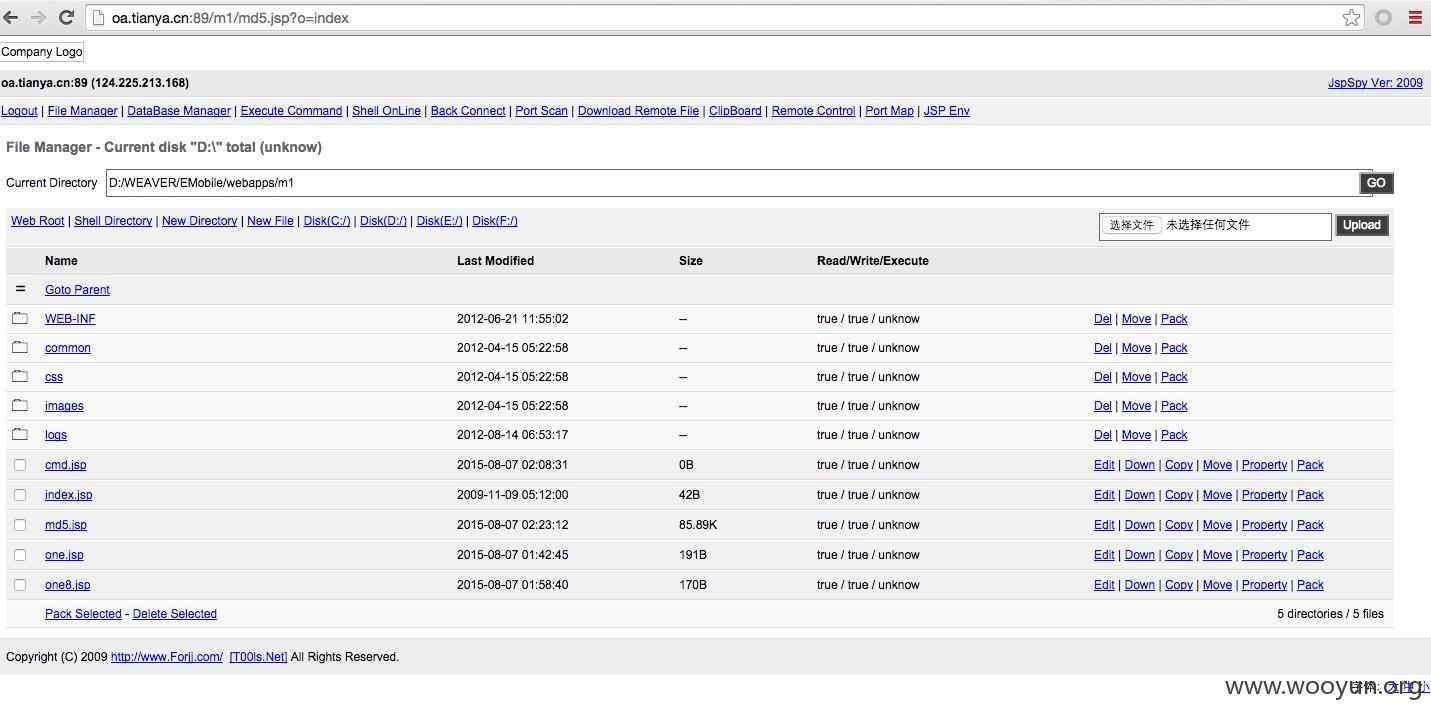 oa.tianya.cn:89/m1/md5.jsp?o=index
Company Logo
oa.tianya.cn:89 (124.225.213.168) JspSpy Ver: 2009
Logout | File Manager | DataBase Manager | Execute Command | Shell OnLine | Back Connect | Port Scan | Download Remote File | ClipBoard | Remote Control | Port Map | JSP Env
File Manager - Current disk "D:\" total (unknow)
Current Directory D:/WEAVER/EMobile/webapps/m1 GO
Web Root | Shell Directory | New Directory | New File | Disk(C:/) | Disk(D:/) | Disk(E:/) | Disk(F:/) 选择文件 未选择任何文件 Upload
Name Last Modified Size Read/Write/Execute
= Goto Parent
WEB-INF 2012-06-21 11:55:02 -- true / true / unknow Del | Move | Pack
common 2012-04-15 05:22:58 -- true / true / unknow Del | Move | Pack
css 2012-04-15 05:22:58 -- true / true / unknow Del | Move | Pack
images 2012-04-15 05:22:58 -- true / true / unknow Del | Move | Pack
logs 2012-08-14 06:53:17 -- true / true / unknow Del | Move | Pack
cmd.jsp 2015-08-07 02:08:31 0B true / true / unknow Edit | Down | Copy | Move | Property | Pack
index.jsp 2009-11-09 05:12:00 42B true / true / unknow Edit | Down | Copy | Move | Property | Pack
md5.jsp 2015-08-07 02:23:12 85.89K true / true / unknow Edit | Down | Copy | Move | Property | Pack
one.jsp 2015-08-07 01:42:45 191B true / true / unknow Edit | Down | Copy | Move | Property | Pack
one8.jsp 2015-08-07 01:58:40 170B true / true / unknow Edit | Down | Copy | Move | Property | Pack
Pack Selected - Delete Selected 5 directories / 5 files
Copyright (C) 2009 http://www.Forjj.com/ [T00ls.Net] All Rights Reserved.
www.wooyun.org